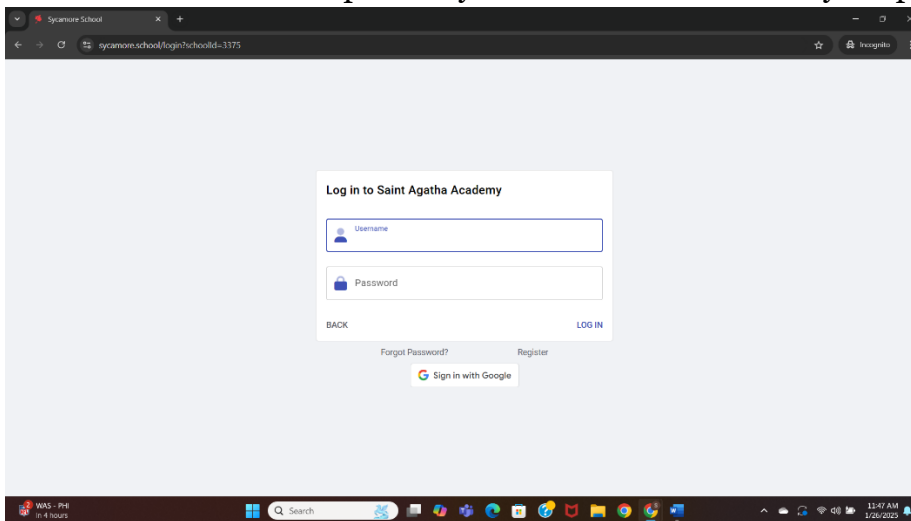 Sycamore School
sycamore.school/login?schoolId=3375
Incognito
Log in to Saint Agatha Academy
Username
Password
BACK
LOG IN
Forgot Password?
Register
Sign in with Google
WAS - PHI
in 4 hours
Search
11:47 AM
1/26/2025